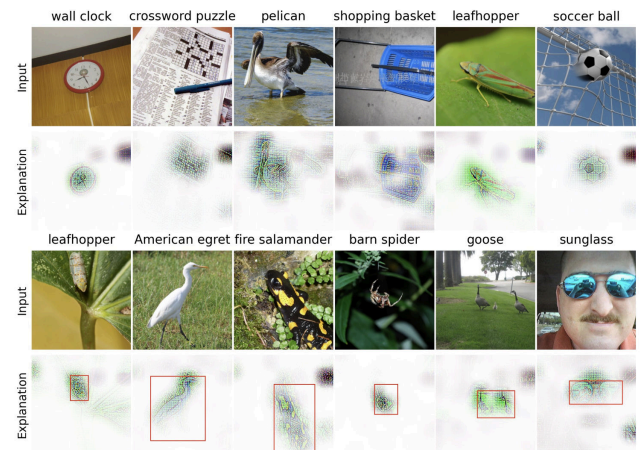 wall clock crossword puzzle pelican shopping basket leafhopper soccer ball
Input
Explanation
leafhopper American egret fire salamander barn spider goose sunglass
Input
Explanation